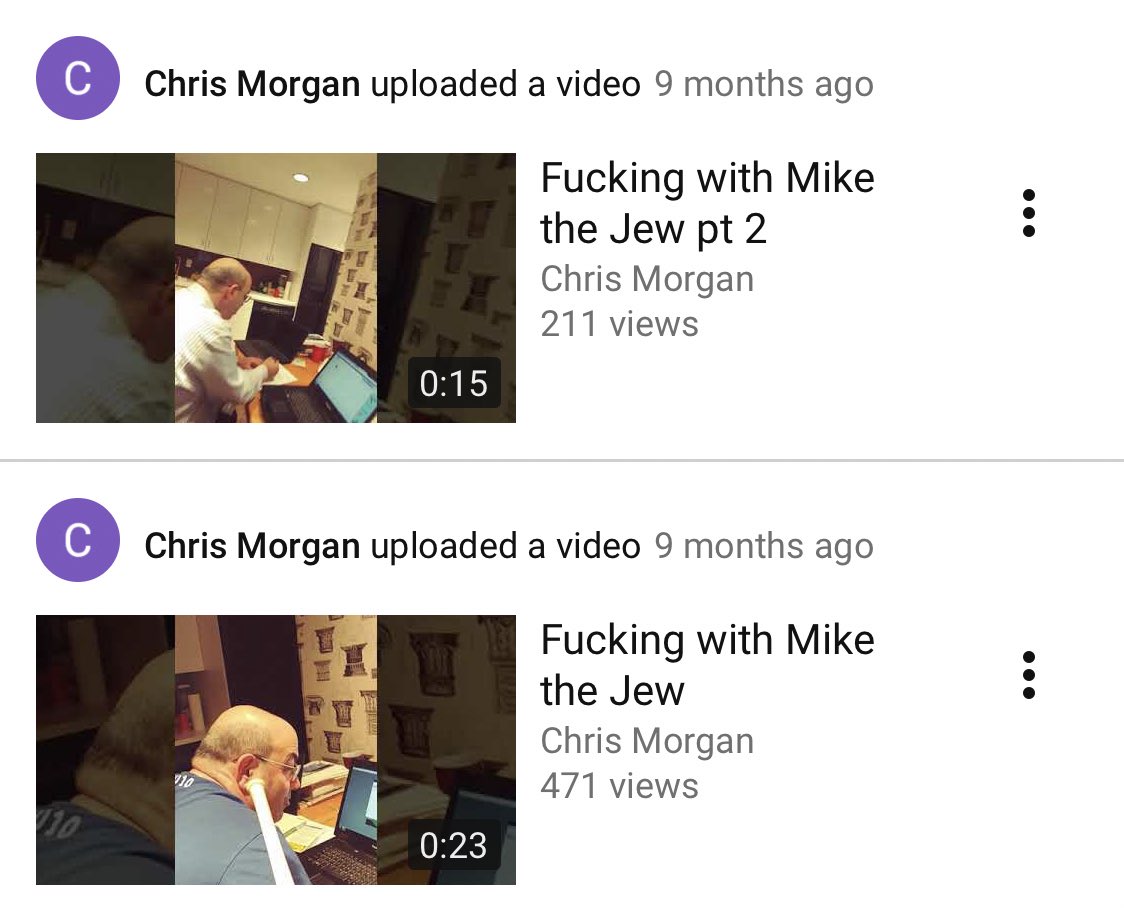 C
Chris Morgan uploaded a video 9 months ago
Fucking with Mike
the Jew pt 2
Chris Morgan
211 views
0:15
C
Chris Morgan uploaded a video 9 months ago
Fucking with Mike
the Jew
Chris Morgan
471 views
0:23